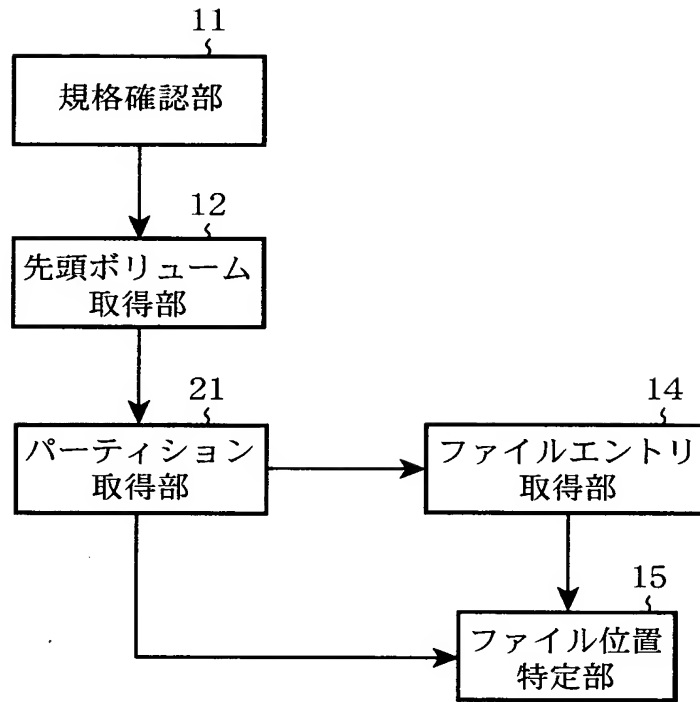 11
規格確認部
12
先頭ボリューム
取得部
21
パーティション
取得部
14
ファイルエントリ
取得部
15
ファイル位置
特定部